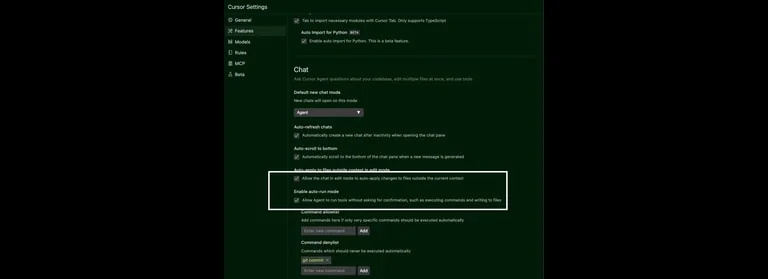 Cursor Settings
General
Features
Models
Rules
MCP
Beta
Tab to import necessary modules with Cursor Tab. Only supports TypeScript
Auto Import for Python BETA
Enable auto import for Python. This is a beta feature.
Chat
Ask Cursor Agent questions about your codebase, edit multiple files at once, and use tools
Default new chat mode
New chats will open on this mode
Agent
Auto-refresh chats
Automatically create a new chat after inactivity when opening the chat pane
Auto-scroll to bottom
Automatically scroll to the bottom of the chat pane when a new message is generated
Auto-apply to files outside context in edit mode
Allow the chat in edit mode to auto-apply changes to files outside the current context
Enable auto-run mode
Allow Agent to run tools without asking for confirmation, such as executing commands and writing to files
Command allowlist
Add commands here if only very specific commands should be executed automatically
Enter new command Add
Command denylist
Commands which should never be executed automatically
git commit ×
Enter new command Add